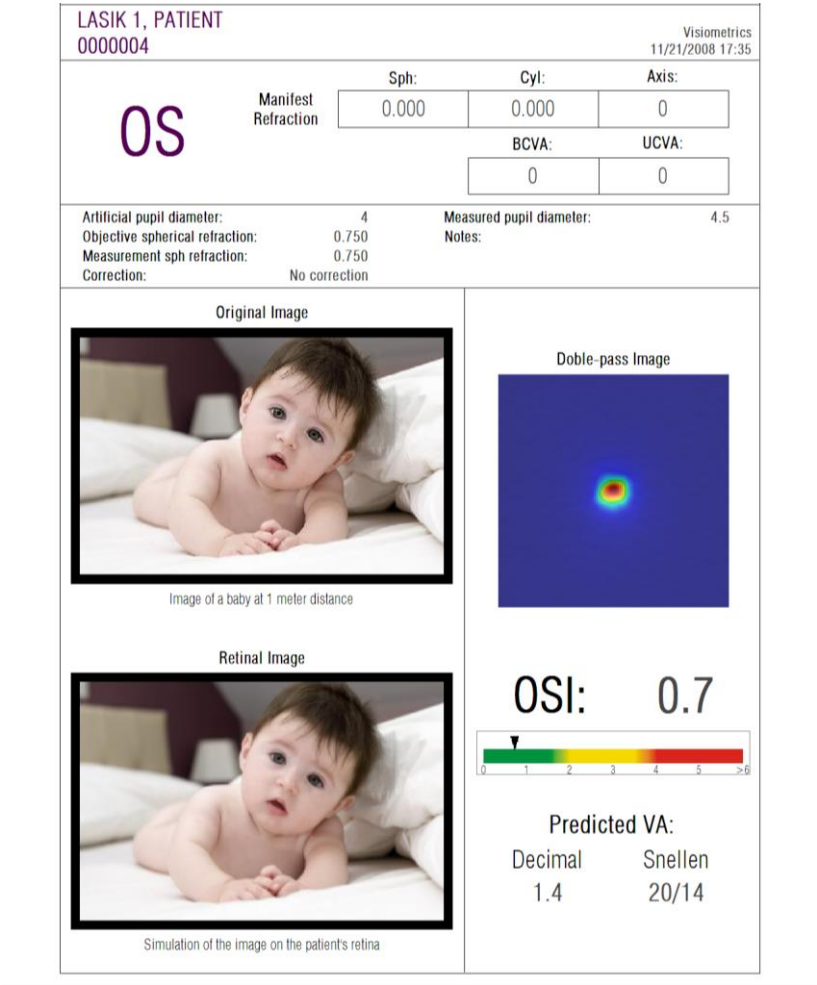 LASIK 1, PATIENT
0000004
Visiometrics
11/21/2008 17:35
OS
Manifest
Refraction
Sph: Cyl: Axis:
0.000 0.000 0
BCVA: UCVA:
0 0
Artificial pupil diameter: 4
Objective spherical refraction: 0.750
Measurement sph refraction: 0.750
Correction: No correction
Measured pupil diameter: 4.5
Notes:
Original Image
Image of a baby at 1 meter distance
Retinal Image
Simulation of the image on the patient's retina
Doble-pass Image
OSI: 0.7
0 1 2 3 4 5 >6
Predicted VA:
Decimal Snellen
1.4 20/14